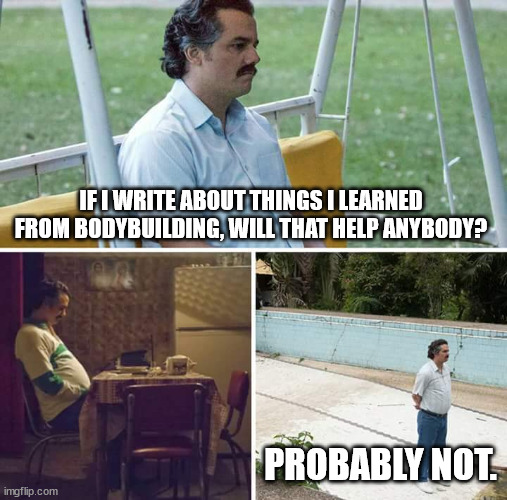 IF I WRITE ABOUT THINGS I LEARNED
FROM BODYBUILDING, WILL THAT HELP ANYBODY?
PROBABLY NOT.
imgflip.com